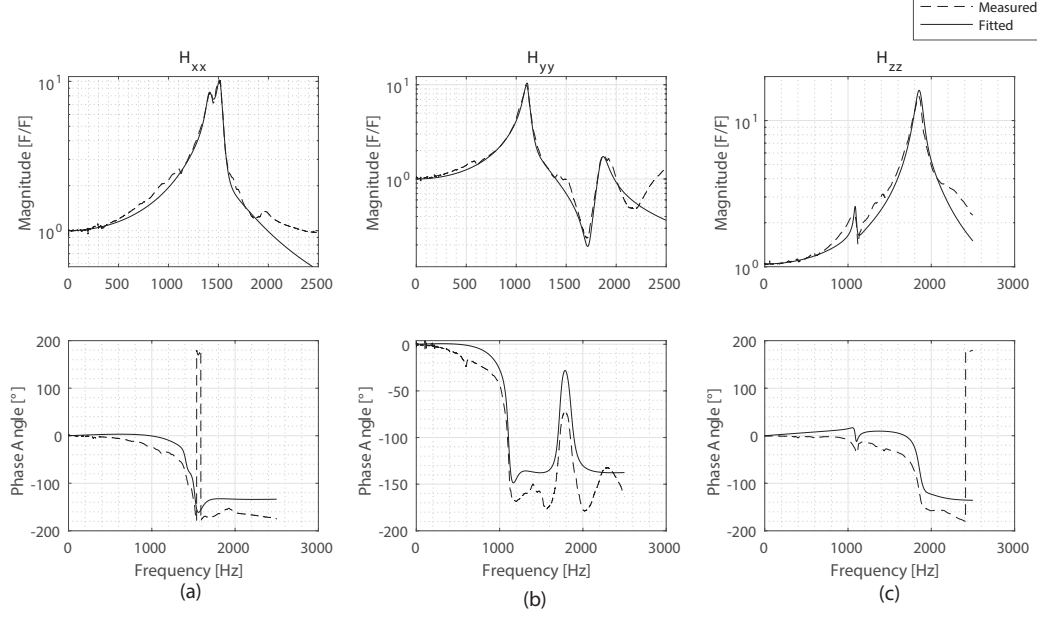 Measured
Fitted
H_xx
H_yy
H_zz
10^1
10^0
Magnitude [F/F]
0 500 1000 1500 2000 2500
10^1
10^0
Magnitude [F/F]
0 500 1000 1500 2000 2500
10^1
10^0
Magnitude [F/F]
0 1000 2000 3000
200
100
0
-100
-200
Phase Angle [°]
0 1000 2000 3000
Frequency [Hz]
(a)
0
-50
-100
-150
-200
Phase Angle [°]
0 1000 2000 3000
Frequency [Hz]
(b)
200
100
0
-100
-200
Phase Angle [°]
0 1000 2000 3000
Frequency [Hz]
(c)